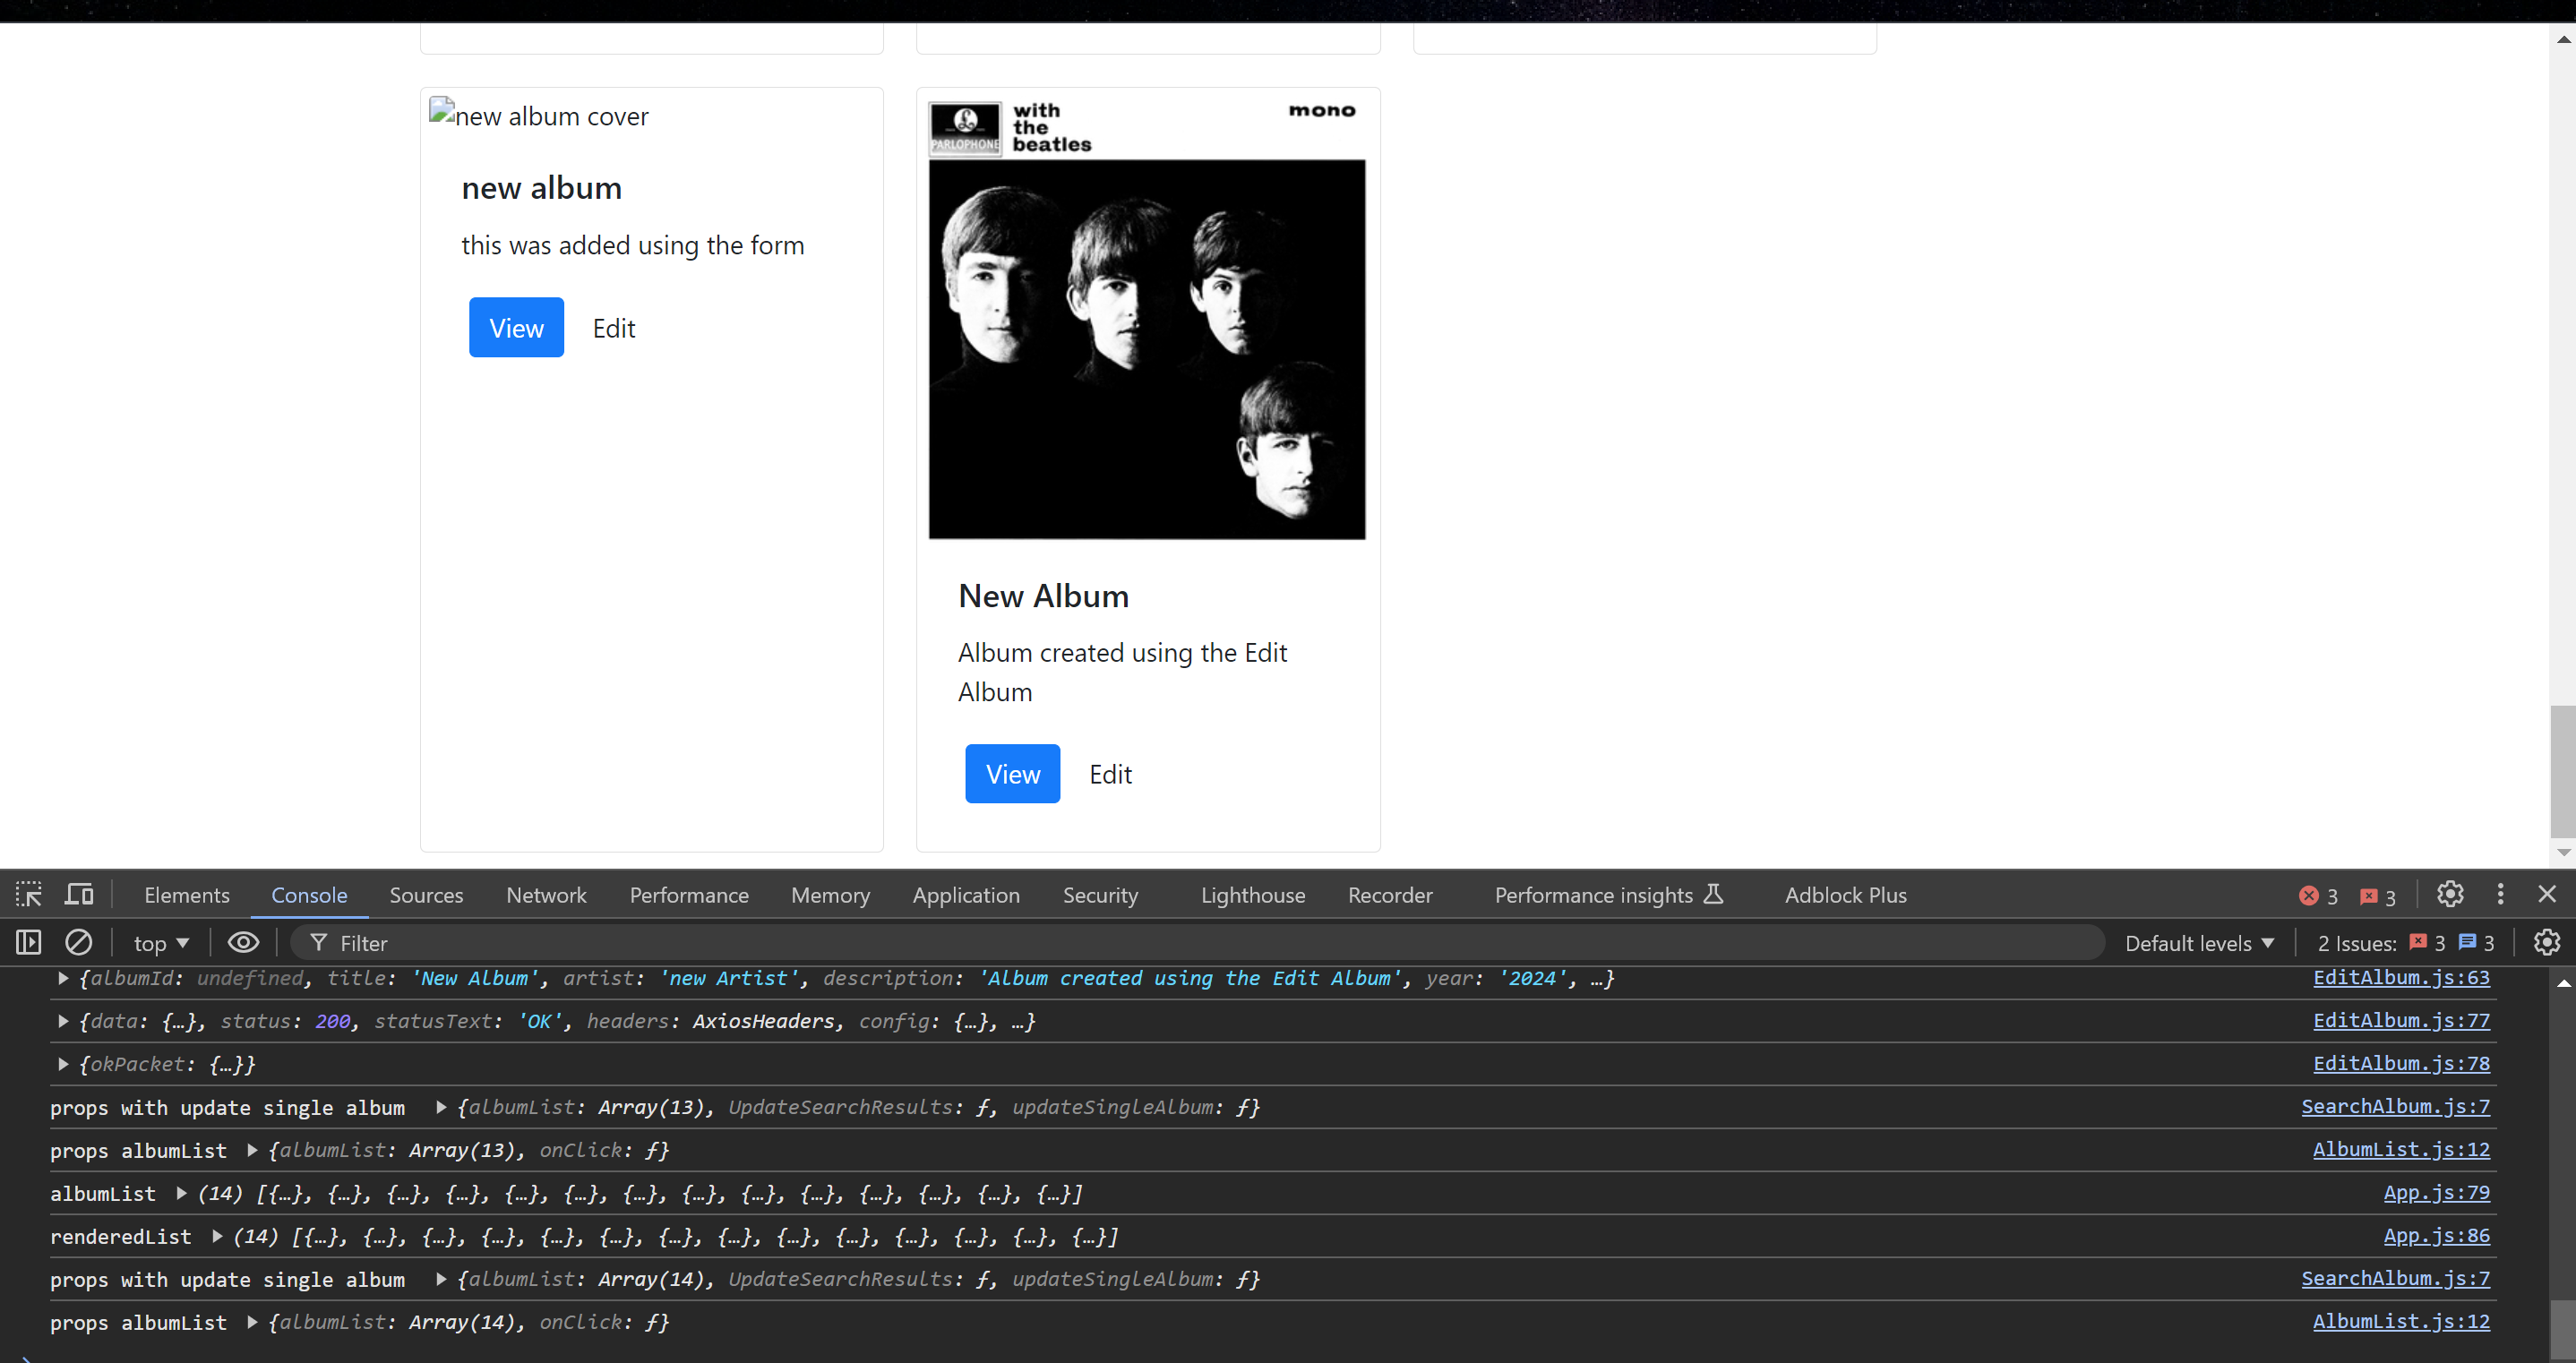 new album cover
new album
this was added using the form
View Edit
PARLOPHONE
with
the
beatles
mono
New Album
Album created using the Edit
Album
View Edit
Elements Console Sources Network Performance Memory Application Security Lighthouse Recorder Performance insights Adblock Plus 3 3
top Filter Default levels 2 Issues: 3 3
{albumId: undefined, title: 'New Album', artist: 'new Artist', description: 'Album created using the Edit Album', year: '2024', …} EditAlbum.js:63
{data: {…}, status: 200, statusText: 'OK', headers: AxiosHeaders, config: {…}, …} EditAlbum.js:77
{okPacket: {…}} EditAlbum.js:78
props with update single album {albumList: Array(13), UpdateSearchResults: ƒ, updateSingleAlbum: ƒ} SearchAlbum.js:7
props albumList {albumList: Array(13), onClick: ƒ} AlbumList.js:12
albumList (14) [{…}, {…}, {…}, {…}, {…}, {…}, {…}, {…}, {…}, {…}, {…}, {…}, {…}, {…}] App.js:79
renderedList (14) [{…}, {…}, {…}, {…}, {…}, {…}, {…}, {…}, {…}, {…}, {…}, {…}, {…}, {…}] App.js:86
props with update single album {albumList: Array(14), UpdateSearchResults: ƒ, updateSingleAlbum: ƒ} SearchAlbum.js:7
props albumList {albumList: Array(14), onClick: ƒ} AlbumList.js:12